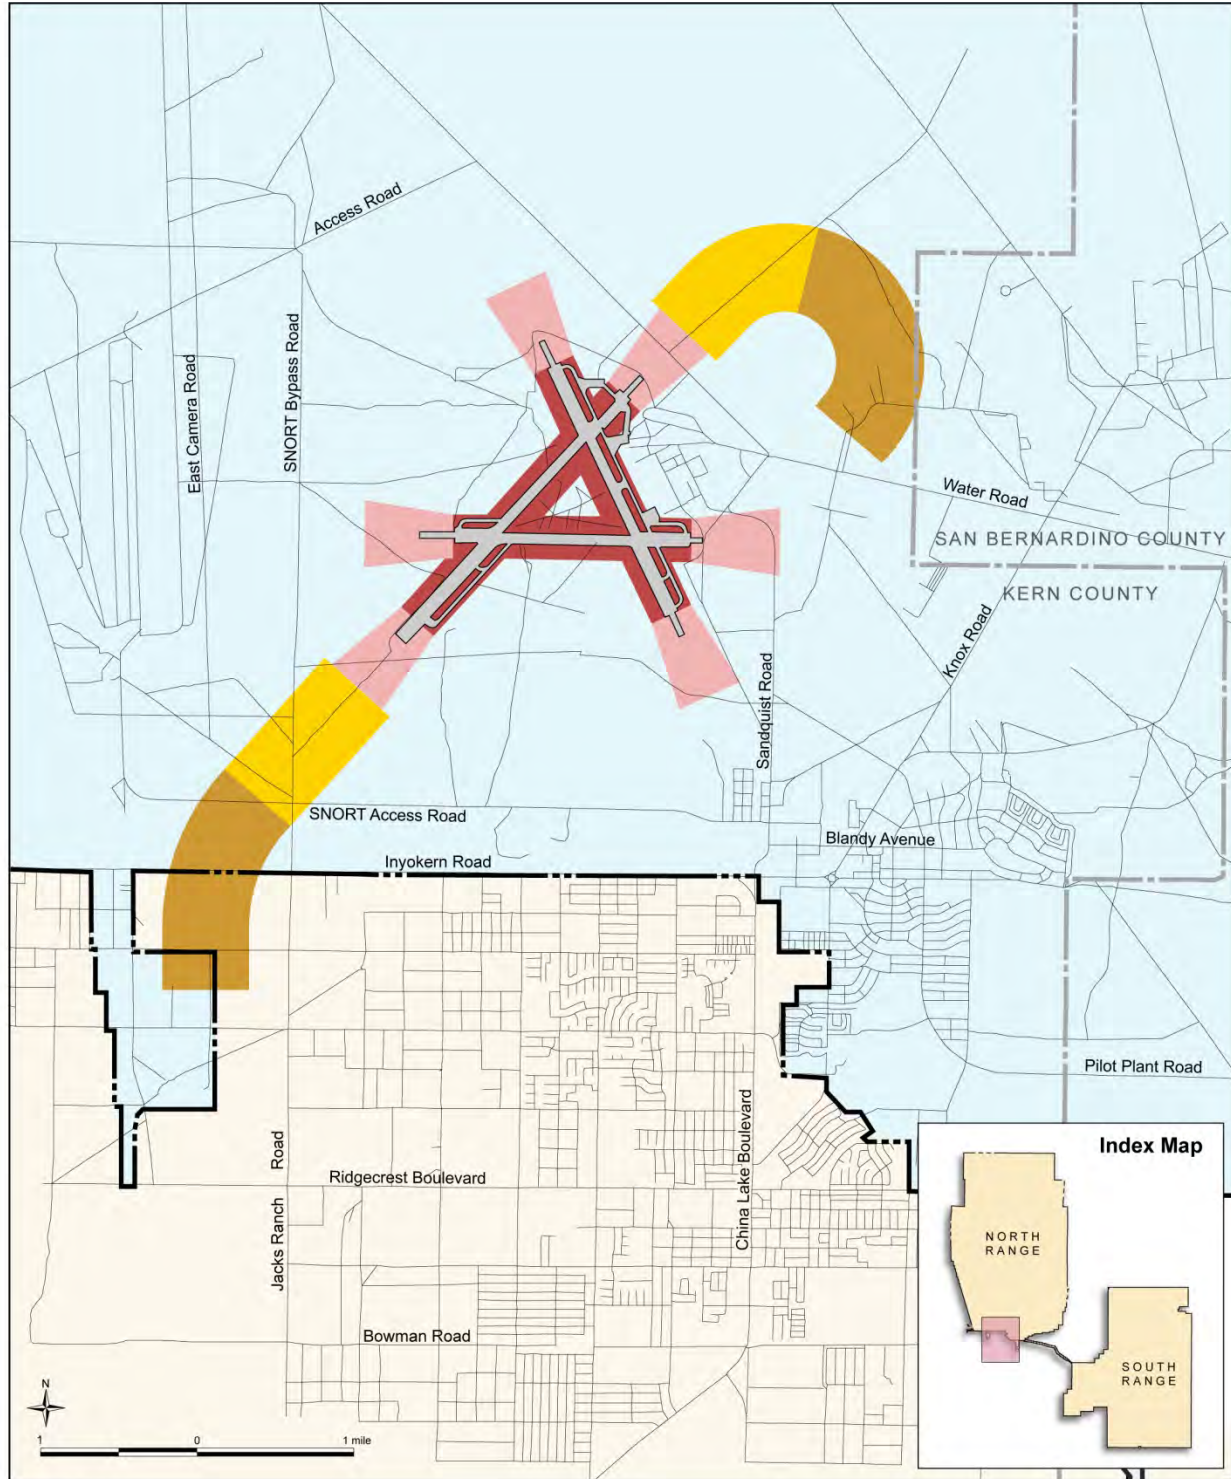 Access Road
East Camera Road
SNORT Bypass Road
Water Road
SAN BERNARDINO COUNTY
KERN COUNTY
Knox Road
Sandquist Road
SNORT Access Road
Blandy Avenue
Inyokern Road
Pilot Plant Road
Jacks Ranch Road
Ridgecrest Boulevard
China Lake Boulevard
Bowman Road
Index Map
NORTH
RANGE
SOUTH
RANGE
N
1 0 1 mile